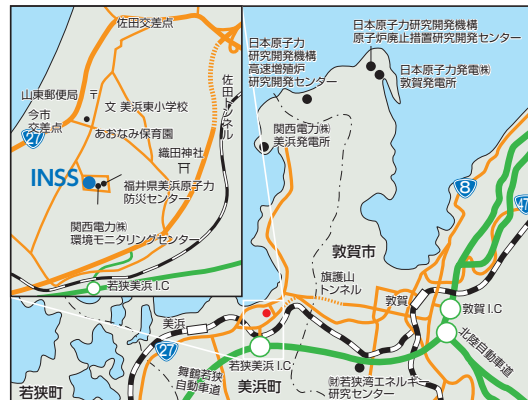 佐田交差点
佐田トンネル
山東郵便局
〒
文 美浜東小学校
今市
交差点
27
あおなみ保育園
織田神社
INSS
福井県美浜原子力
防災センター
関西電力㈱
環境モニタリングセンター
若狭美浜I.C
日本原子力研究開発機構
原子炉廃止措置研究開発センター
日本原子力
研究開発機構
高速増殖炉
研究開発センター
日本原子力発電㈱
敦賀発電所
関西電力㈱
美浜発電所
8
47
敦賀市
旗護山
トンネル
敦賀
敦賀I.C
北陸自動車道
美浜
27
若狭美浜I.C
舞鶴若狭
自動車道
若狭町
美浜町
㈶若狭湾エネルギー
研究センター